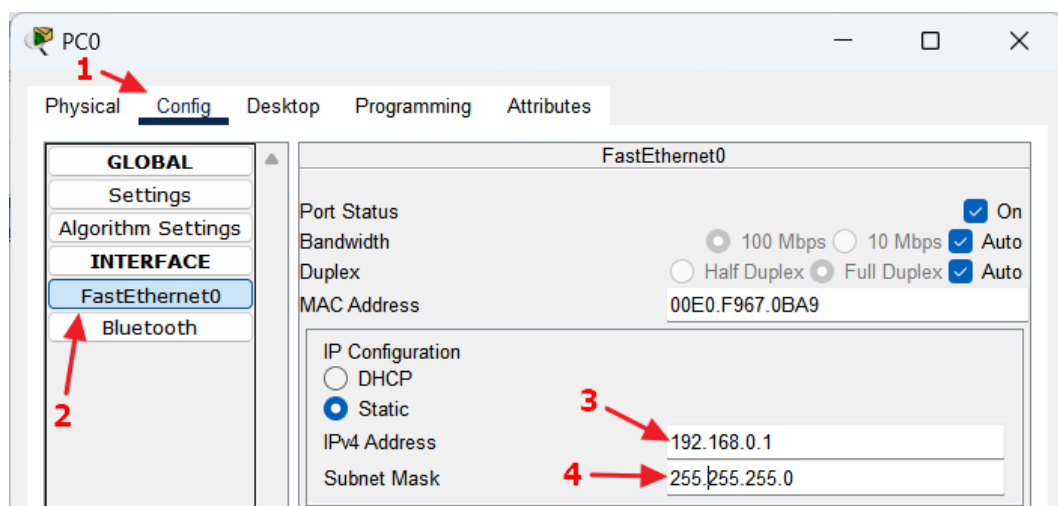 PC0
1
Physical Config Desktop Programming Attributes
GLOBAL
Settings
Algorithm Settings
INTERFACE
FastEthernet0
Bluetooth
2
FastEthernet0
Port Status On
Bandwidth 100 Mbps 10 Mbps Auto
Duplex Half Duplex Full Duplex Auto
MAC Address 00E0.F967.0BA9
IP Configuration
DHCP
Static
3
IPv4 Address 192.168.0.1
Subnet Mask 4 255.255.255.0